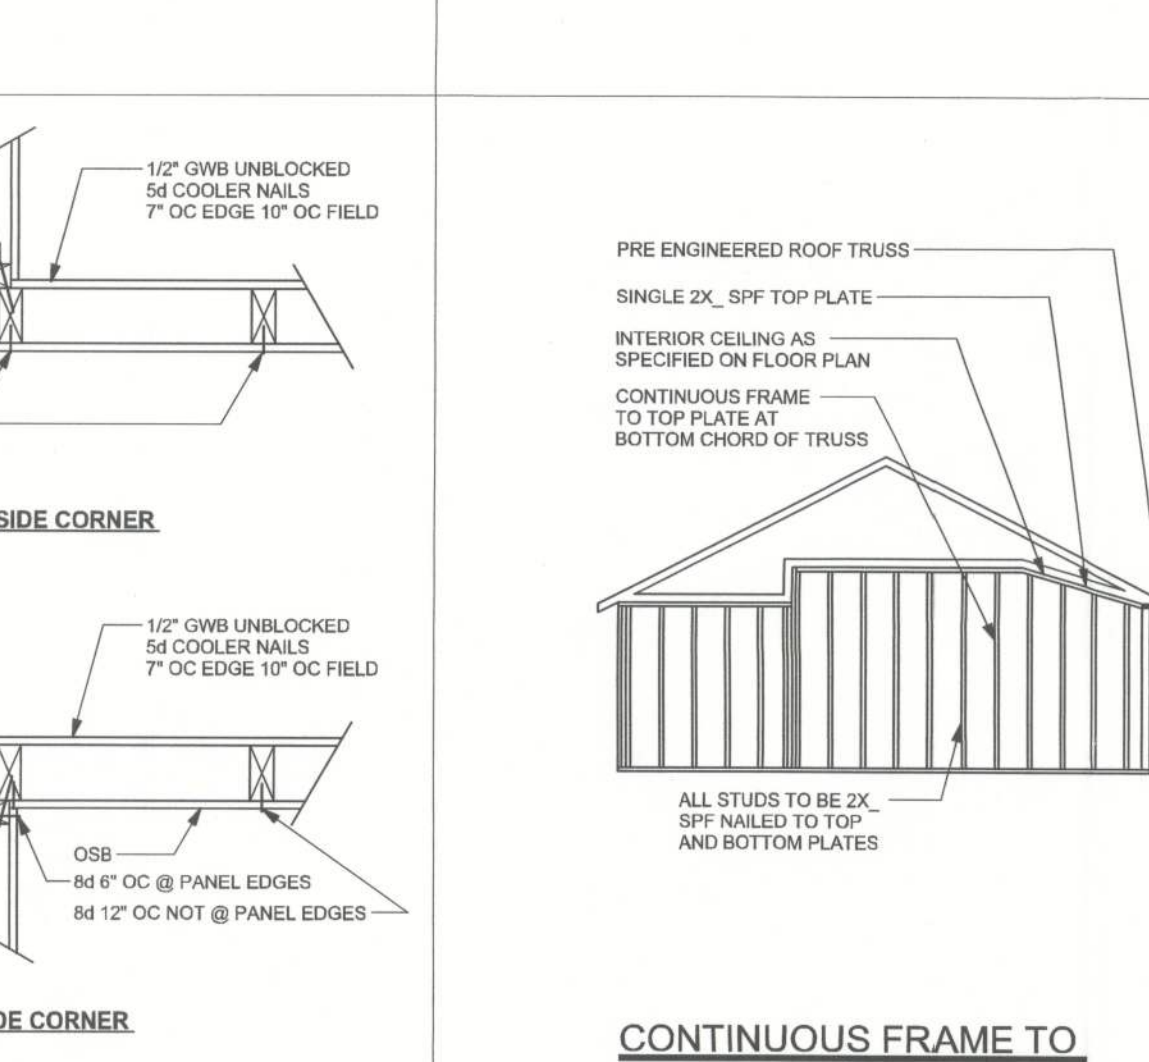 1/2" GWB UNBLOCKED
5d COOLER NAILS
7" OC EDGE 10" OC FIELD
SIDE CORNER
1/2" GWB UNBLOCKED
5d COOLER NAILS
7" OC EDGE 10" OC FIELD
OSB
8d 6" OC @ PANEL EDGES
8d 12" OC NOT @ PANEL EDGES
DE CORNER
PRE ENGINEERED ROOF TRUSS
SINGLE 2X_ SPF TOP PLATE
INTERIOR CEILING AS
SPECIFIED ON FLOOR PLAN
CONTINUOUS FRAME
TO TOP PLATE AT
BOTTOM CHORD OF TRUSS
ALL STUDS TO BE 2X_
SPF NAILED TO TOP
AND BOTTOM PLATES
CONTINUOUS FRAME TO